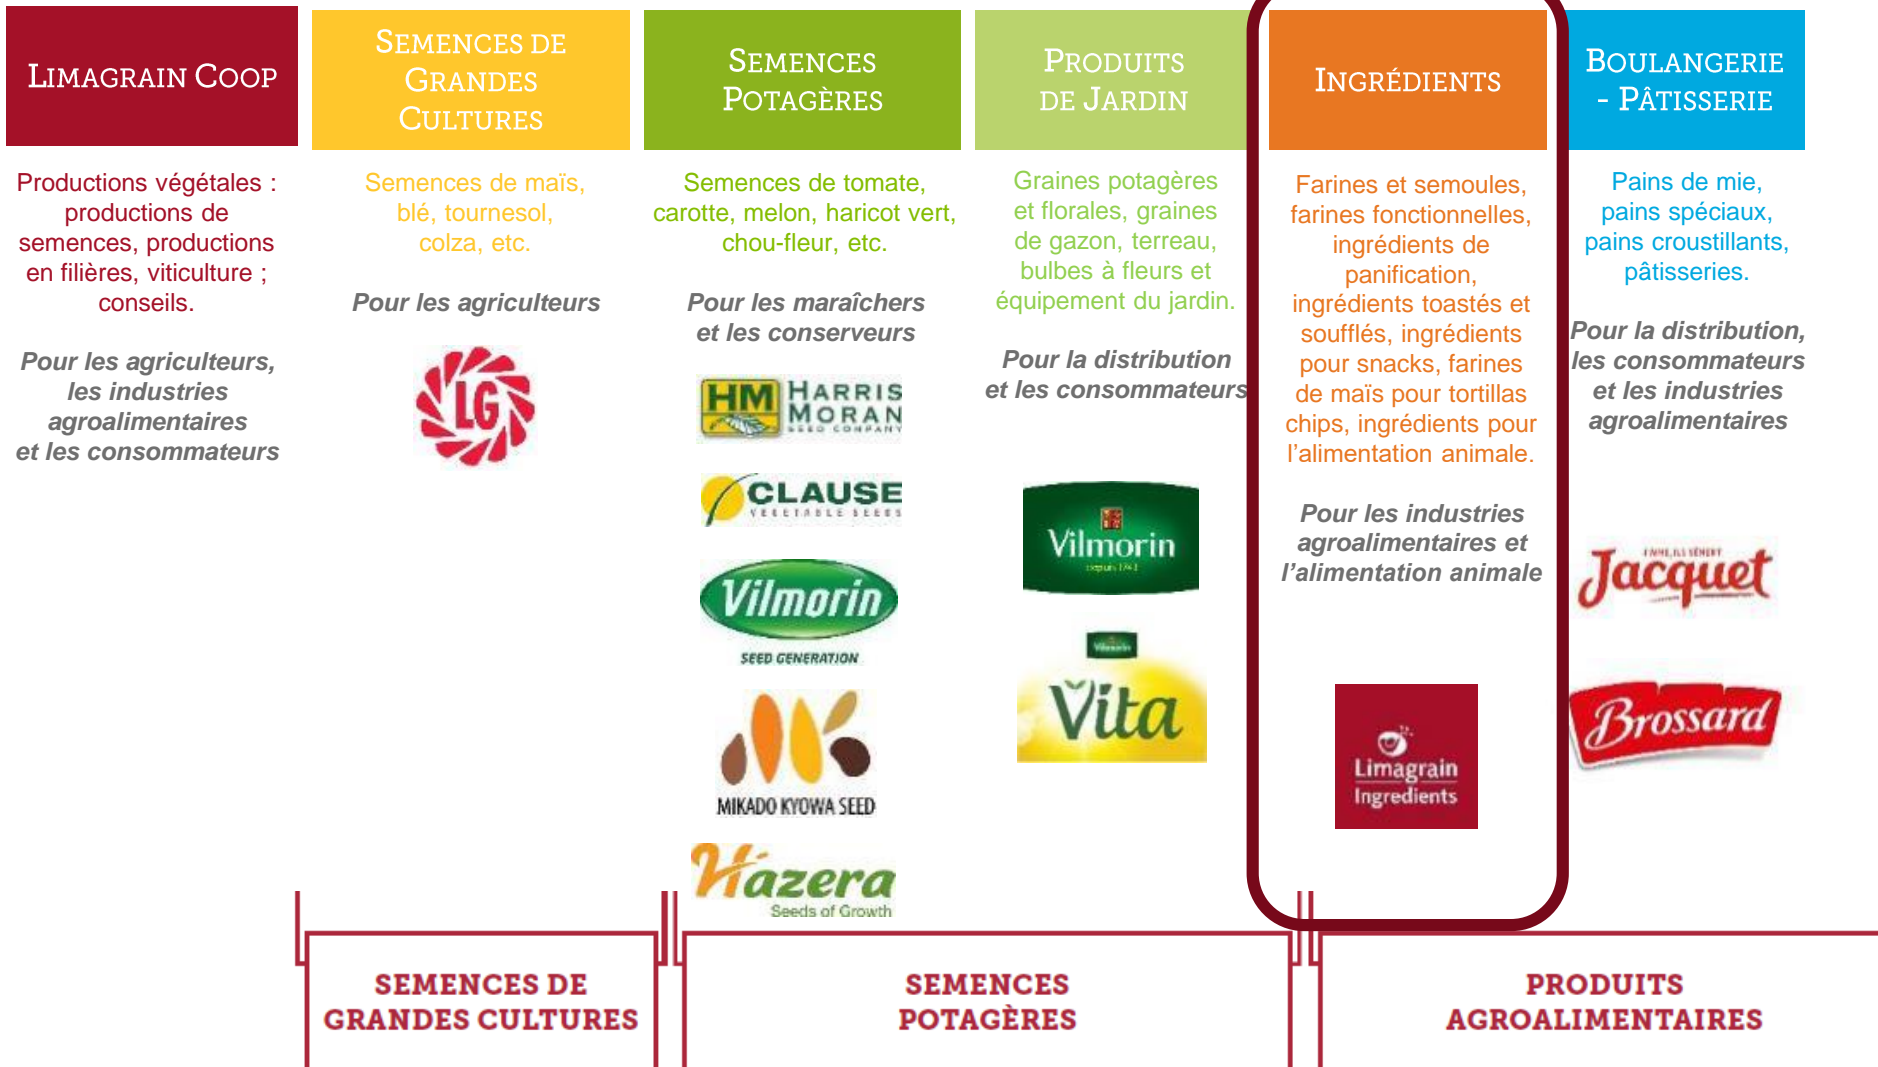 LIMAGRAIN COOP
Productions végétales :
productions de
semences, productions
en filières, viticulture ;
conseils.
Pour les agriculteurs,
les industries
agroalimentaires
et les consommateurs
SEMENCES DE
GRANDES
CULTURES
Semences de maïs,
blé, tournesol,
colza, etc.
Pour les agriculteurs
LG
SEMENCES
POTAGÈRES
Semences de tomate,
carotte, melon, haricot vert,
chou-fleur, etc.
Pour les maraîchers
et les conserveurs
HM HARRIS
MORAN
SEED COMPANY
CLAUSE
VEGETABLE SEEDS
Vilmorin
SEED GENERATION
MIKADO KYOWA SEED
Hazera
Seeds of Growth
PRODUITS
DE JARDIN
Graines potagères
et florales, graines
de gazon, terreau,
bulbes à fleurs et
équipement du jardin.
Pour la distribution
et les consommateurs
Vilmorin
depuis 1743
Vilmorin
Vita
INGRÉDIENTS
Farines et semoules,
farines fonctionnelles,
ingrédients de
panification,
ingrédients toastés et
soufflés, ingrédients
pour snacks, farines
de maïs pour tortillas
chips, ingrédients pour
l’alimentation animale.
Pour les industries
agroalimentaires et
l’alimentation animale
Limagrain
Ingredients
BOULANGERIE
- PÂTISSERIE
Pains de mie,
pains spéciaux,
pains croustillants,
pâtisseries.
Pour la distribution,
les consommateurs
et les industries
agroalimentaires
Jacquet
Brossard
SEMENCES DE
GRANDES CULTURES
SEMENCES
POTAGÈRES
PRODUITS
AGROALIMENTAIRES